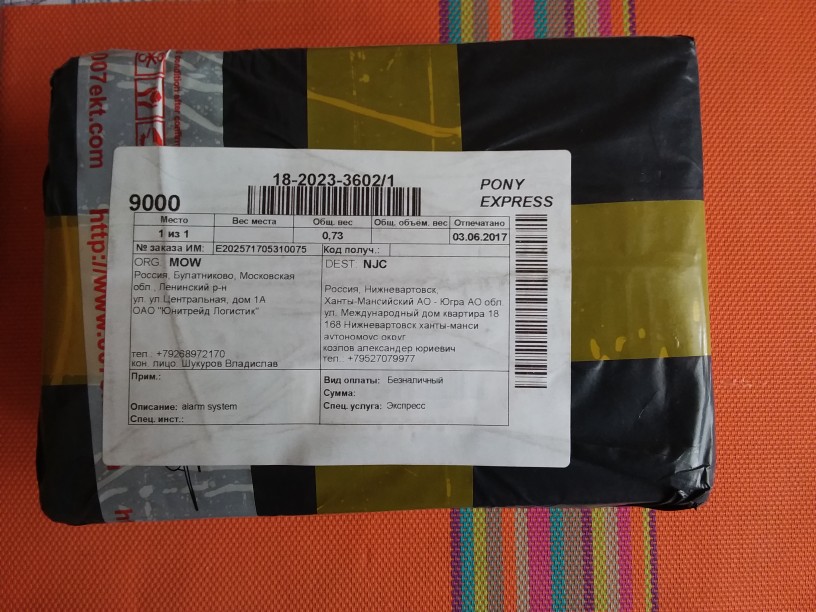 007ekt.com
http://www.
18-2023-3602/1
PONY
EXPRESS
9000
Место
Вес места
Общ. вес
Общ. объем. вес
Отпечатано
1 из 1
0,73
03.06.2017
№ заказа ИМ:
E202571705310075
Код получ.:
ORG MOW
Россия, Булатниково, Московская
обл., Ленинский р-н
ул. ул.Центральная, дом 1А
ОАО "Юнитрейд Логистик"
тел.: +79268972170
кон. лицо: Шукуров Владислав
DEST NJC
Россия, Нижневартовск,
Ханты-Мансийский АО - Югра АО обл.
ул. Международный дом квартира 18
168 Нижневартовск ханты-манси
автономоус округ
козлов александер юриевич
тел.: +79527079977
Прим.:
Описание: alarm system
Спец. инст.:
Вид оплаты: Безналичный
Сумма:
Спец. услуга: Экспресс